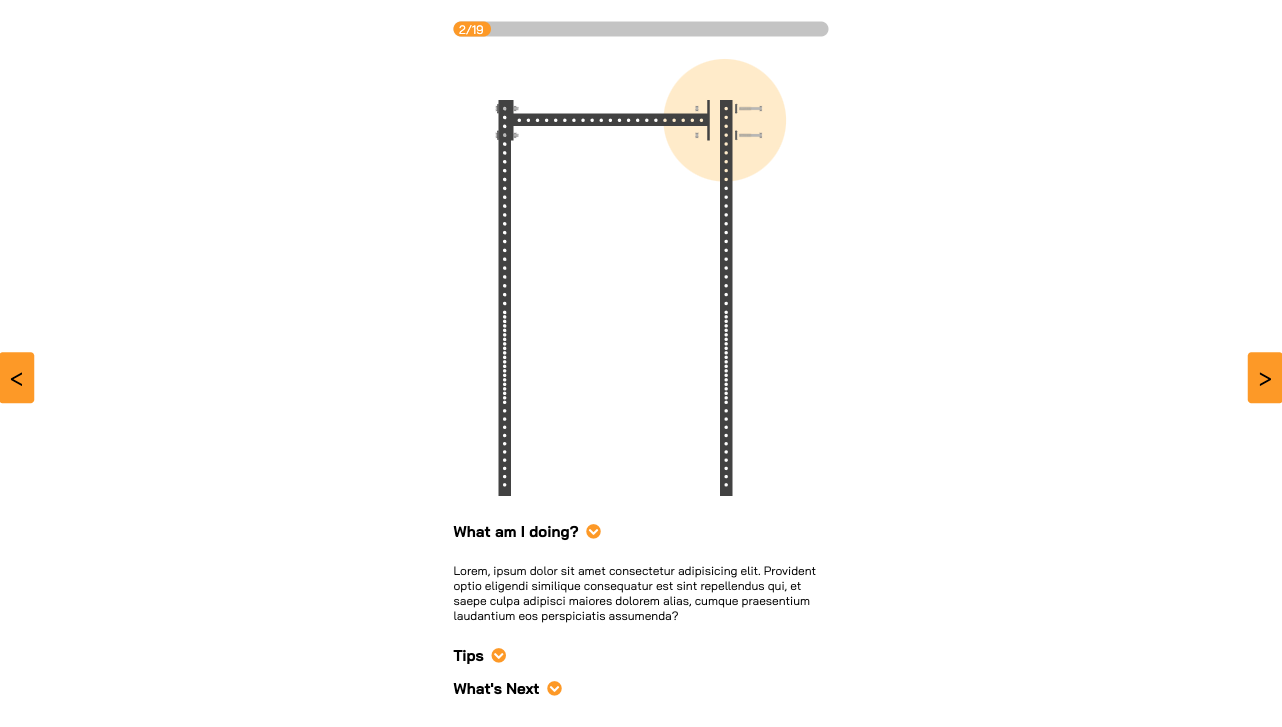 2/19
<
>
What am I doing?
Lorem, ipsum dolor sit amet consectetur adipisicing elit. Provident
optio eligendi similique consequatur est sint repellendus qui, et
saepe culpa adipisci maiores dolorem alias, cumque praesentium
laudantium eos perspiciatis assumenda?
Tips
What's Next